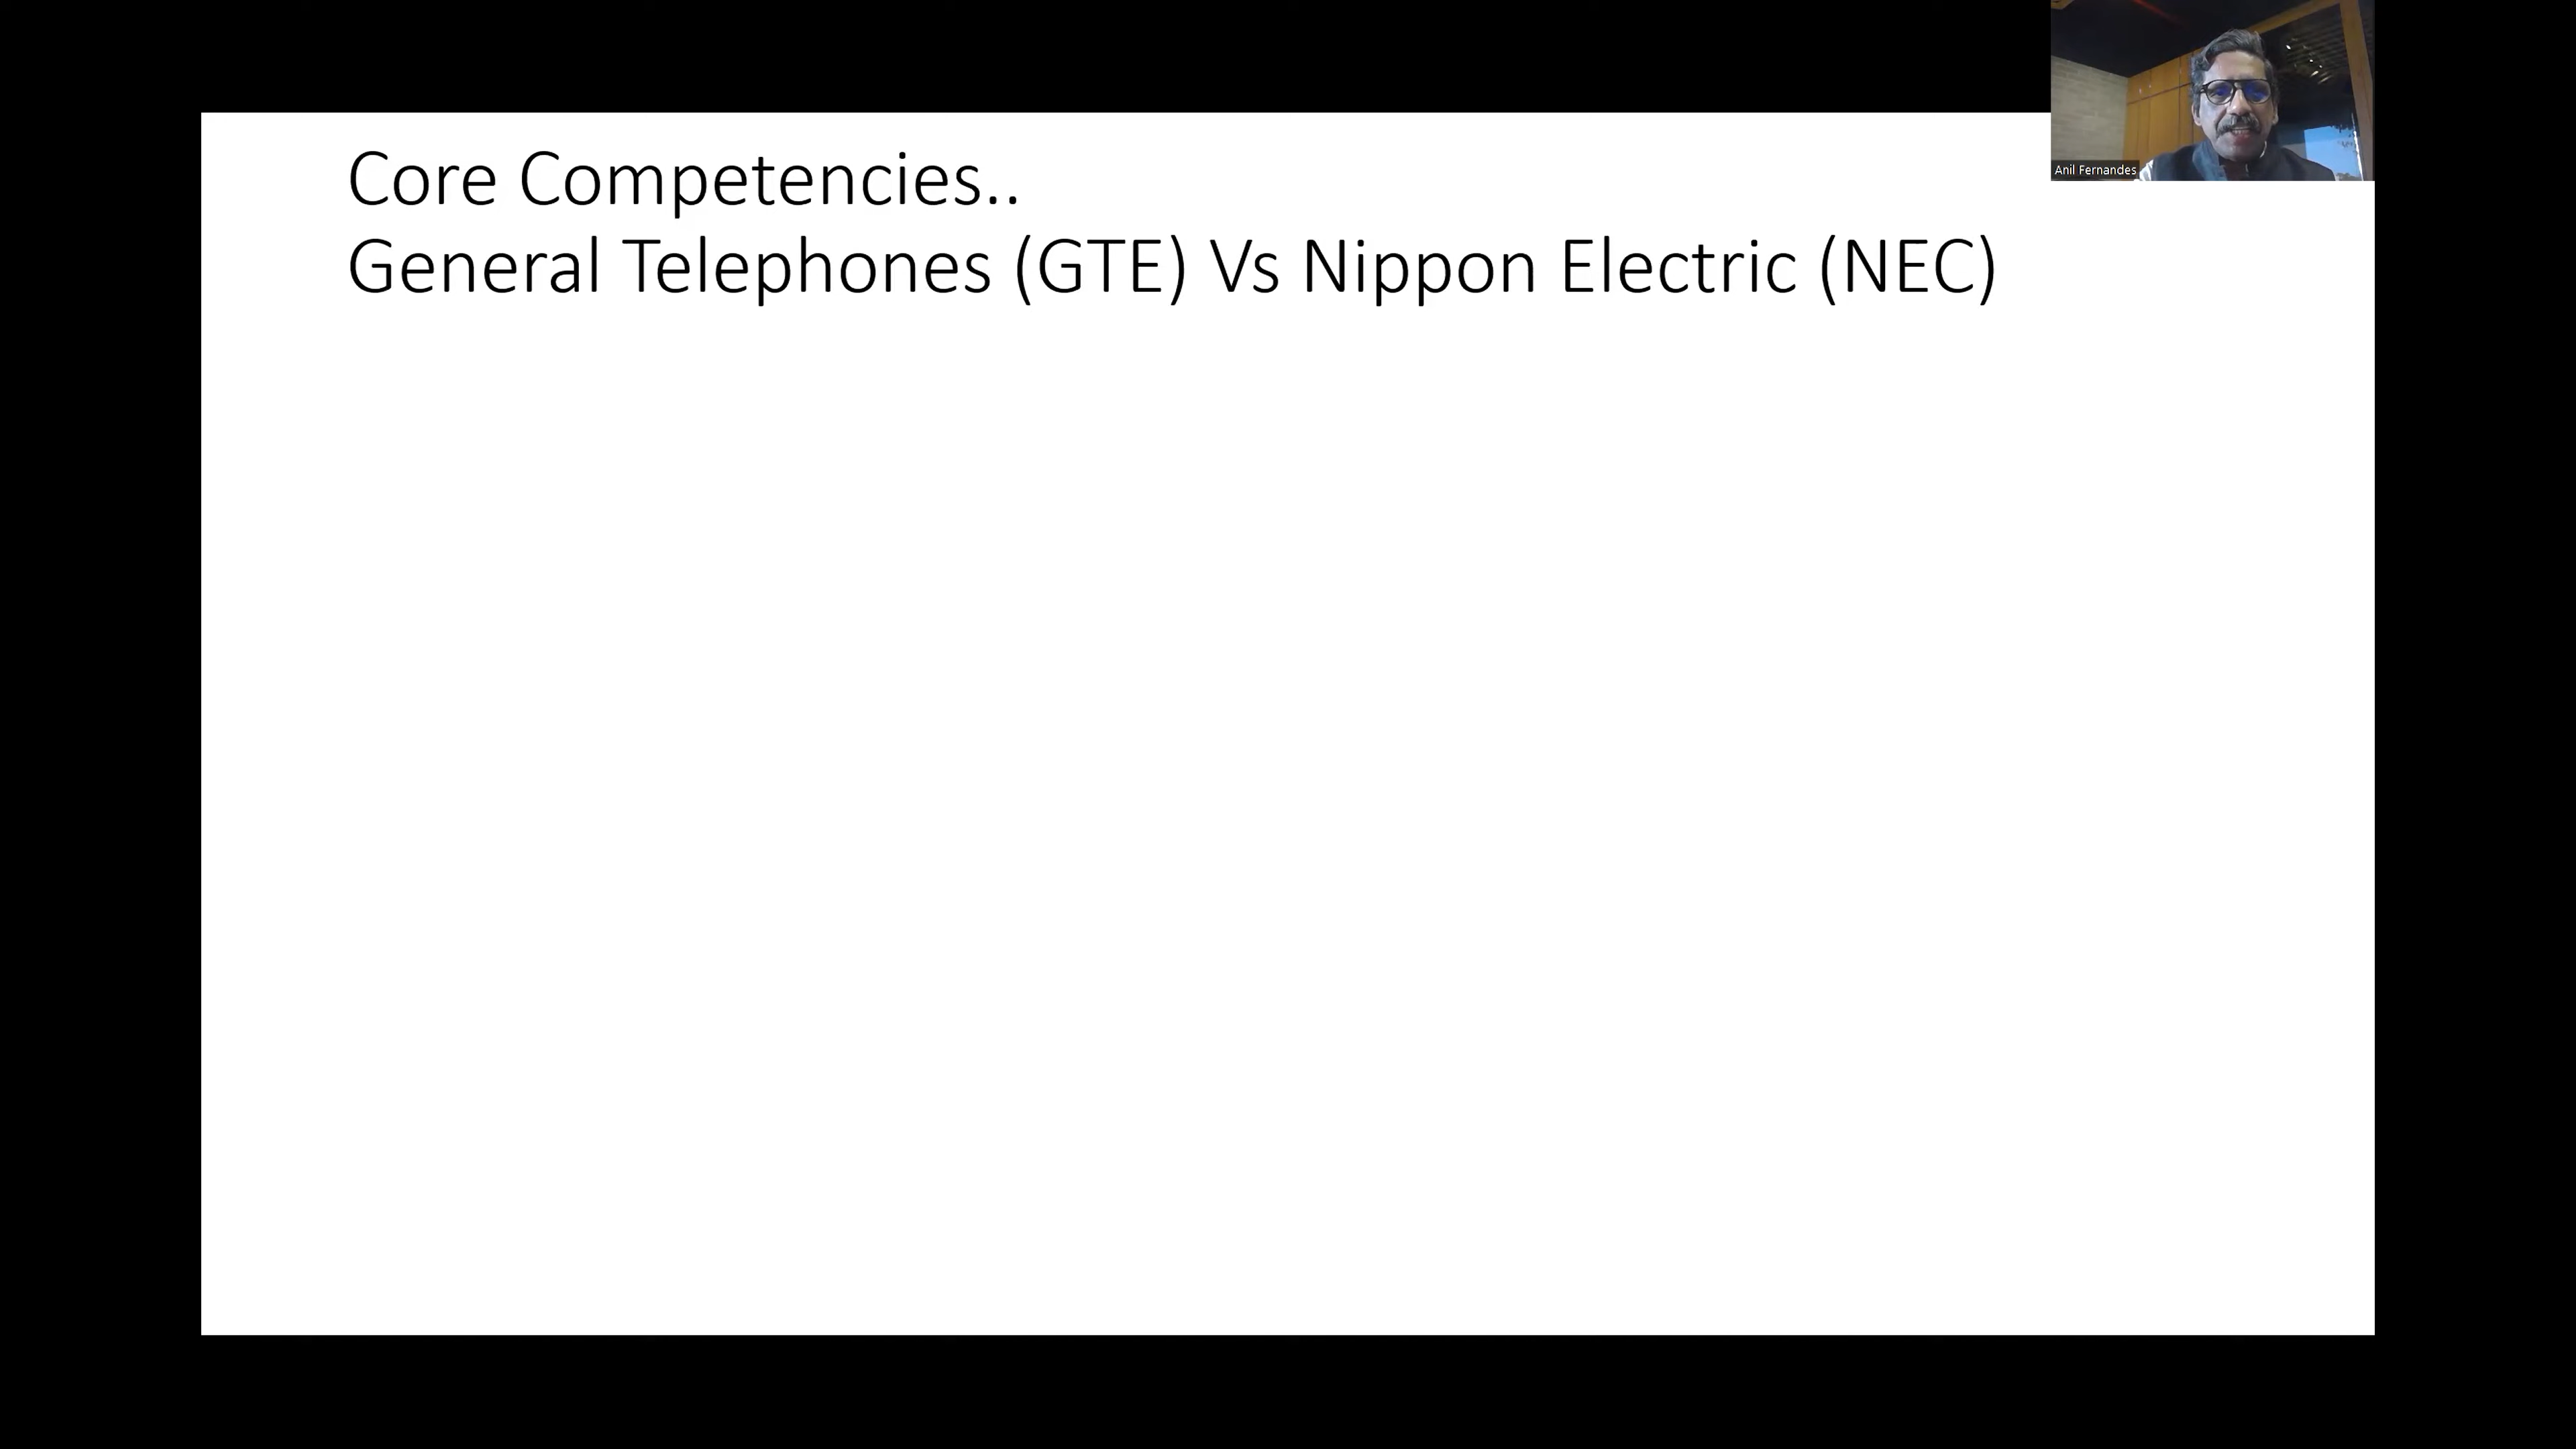 Core Competencies..
General Telephones (GTE) Vs Nippon Electric (NEC)
Anil Fernandes